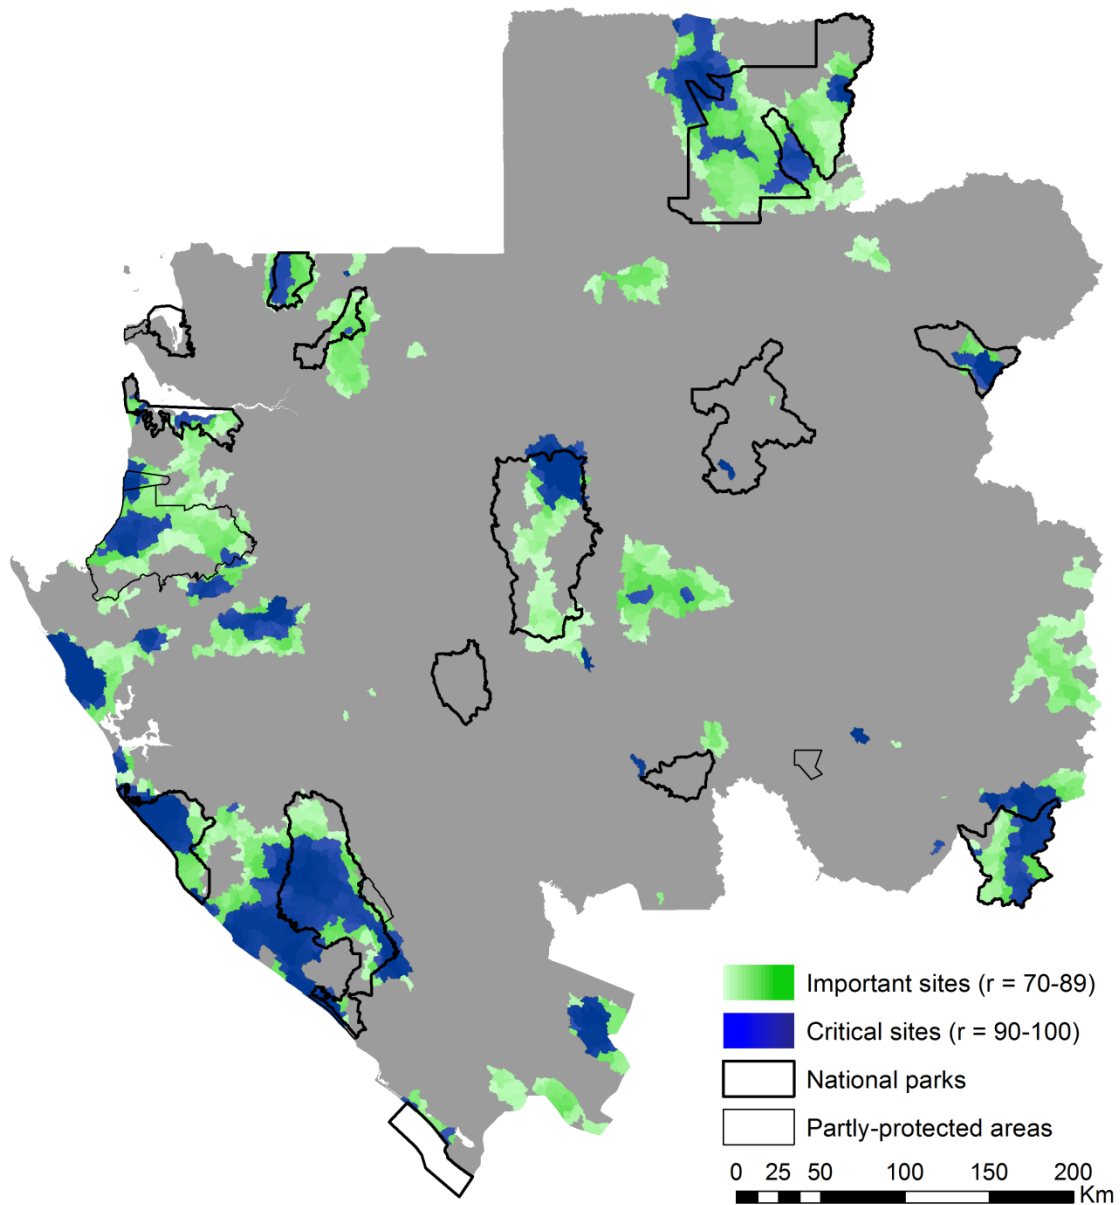 Important sites (r = 70-89)
Critical sites (r = 90-100)
National parks
Partly-protected areas
0 25 50 100 150 200
Km